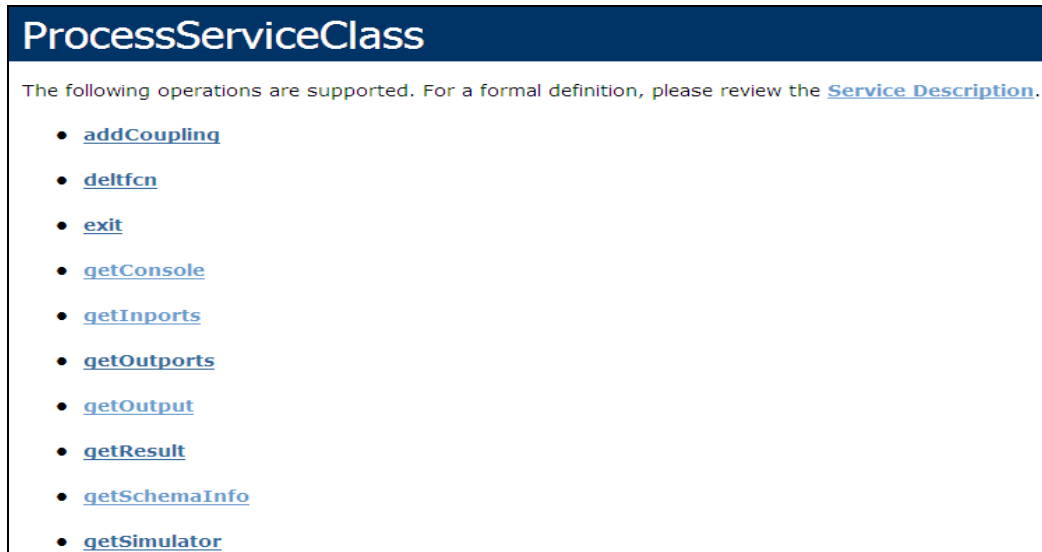 ProcessServiceClass
The following operations are supported. For a formal definition, please review the Service Description.
• addCoupling
• deltfcn
• exit
• getConsole
• getInports
• getOutports
• getOutput
• getResult
• getSchemaInfo
• getSimulator